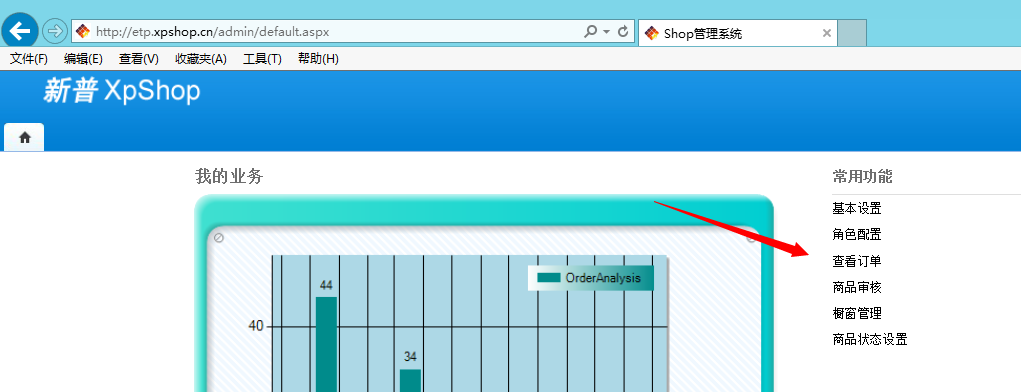 http://etp.xpshop.cn/admin/default.aspx
Shop管理系统
文件(F) 编辑(E) 查看(V) 收藏夹(A) 工具(T) 帮助(H)
新普 XpShop
我的业务
常用功能
基本设置
角色配置
查看订单
商品审核
橱窗管理
商品状态设置
OrderAnalysis
44
40
34